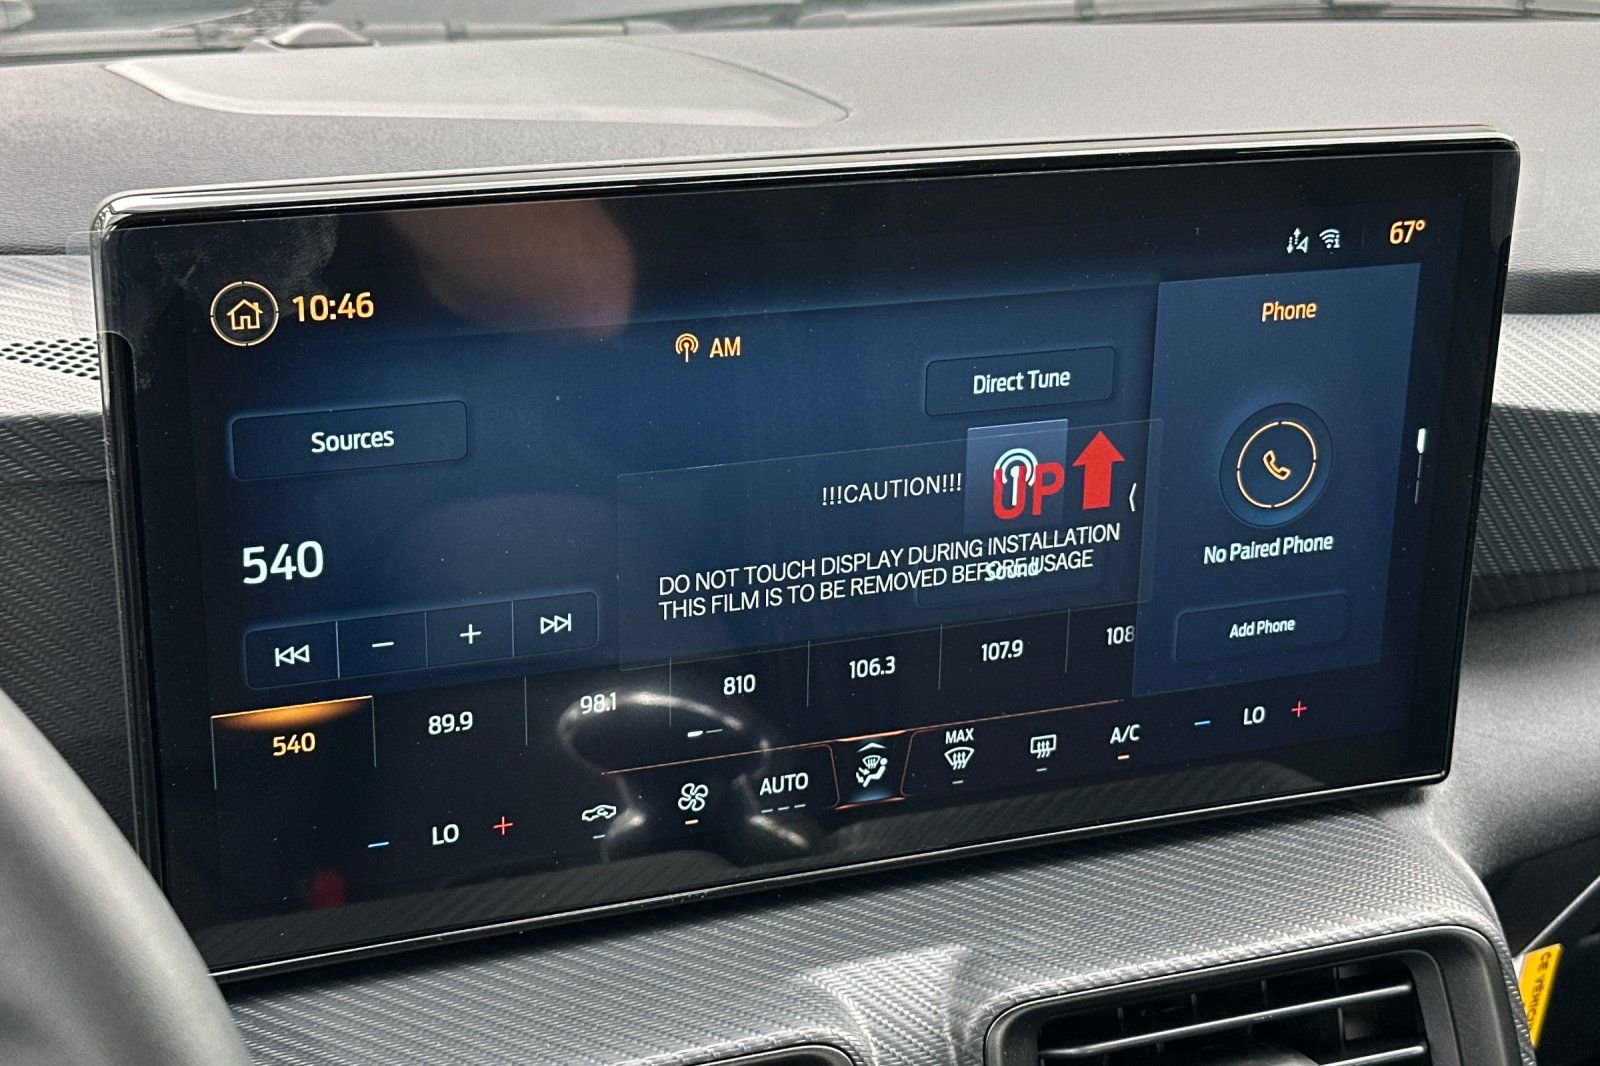 67°
10:46
Phone
AM
Direct Tune
Sources
!!!CAUTION!!!
UP
540
DO NOT TOUCH DISPLAY DURING INSTALLATION
THIS FILM IS TO BE REMOVED BEFORE USAGE
Sound
No Paired Phone
Add Phone
540
89.9
98.1
810
106.3
107.9
108
LO
AUTO
MAX
A/C
LO